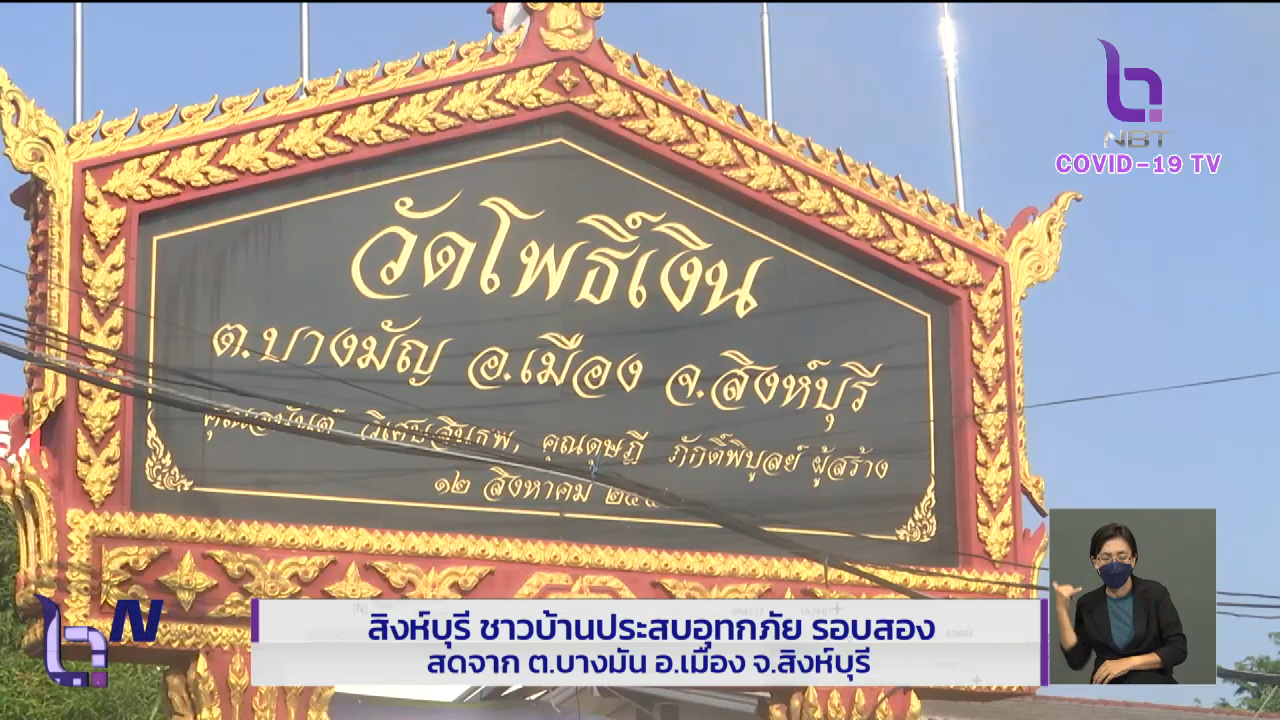 NBT
COVID-19 TV
วัดโพธิ์เงิน
ต.บางมัญ อ.เมือง จ.สิงห์บุรี
คุณดุษฎี ภักดิ์พิบูลย์ ผู้สร้าง
๑๒ สิงหาคม
N
สิงห์บุรี ชาวบ้านประสบอุทกภัย รอบสอง
สดจาก ต.บางมัน อ.เมือง จ.สิงห์บุรี